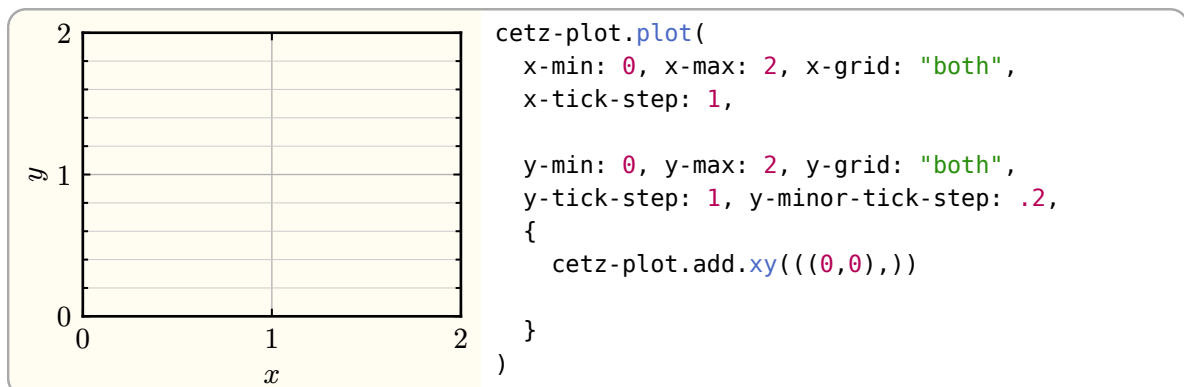 2
y
1
0
0
1
2
x
cetz-plot.plot(
  x-min: 0, x-max: 2, x-grid: "both",
  x-tick-step: 1,

  y-min: 0, y-max: 2, y-grid: "both",
  y-tick-step: 1, y-minor-tick-step: .2,
  {
    cetz-plot.add.xy(((0,0),))

  }
)